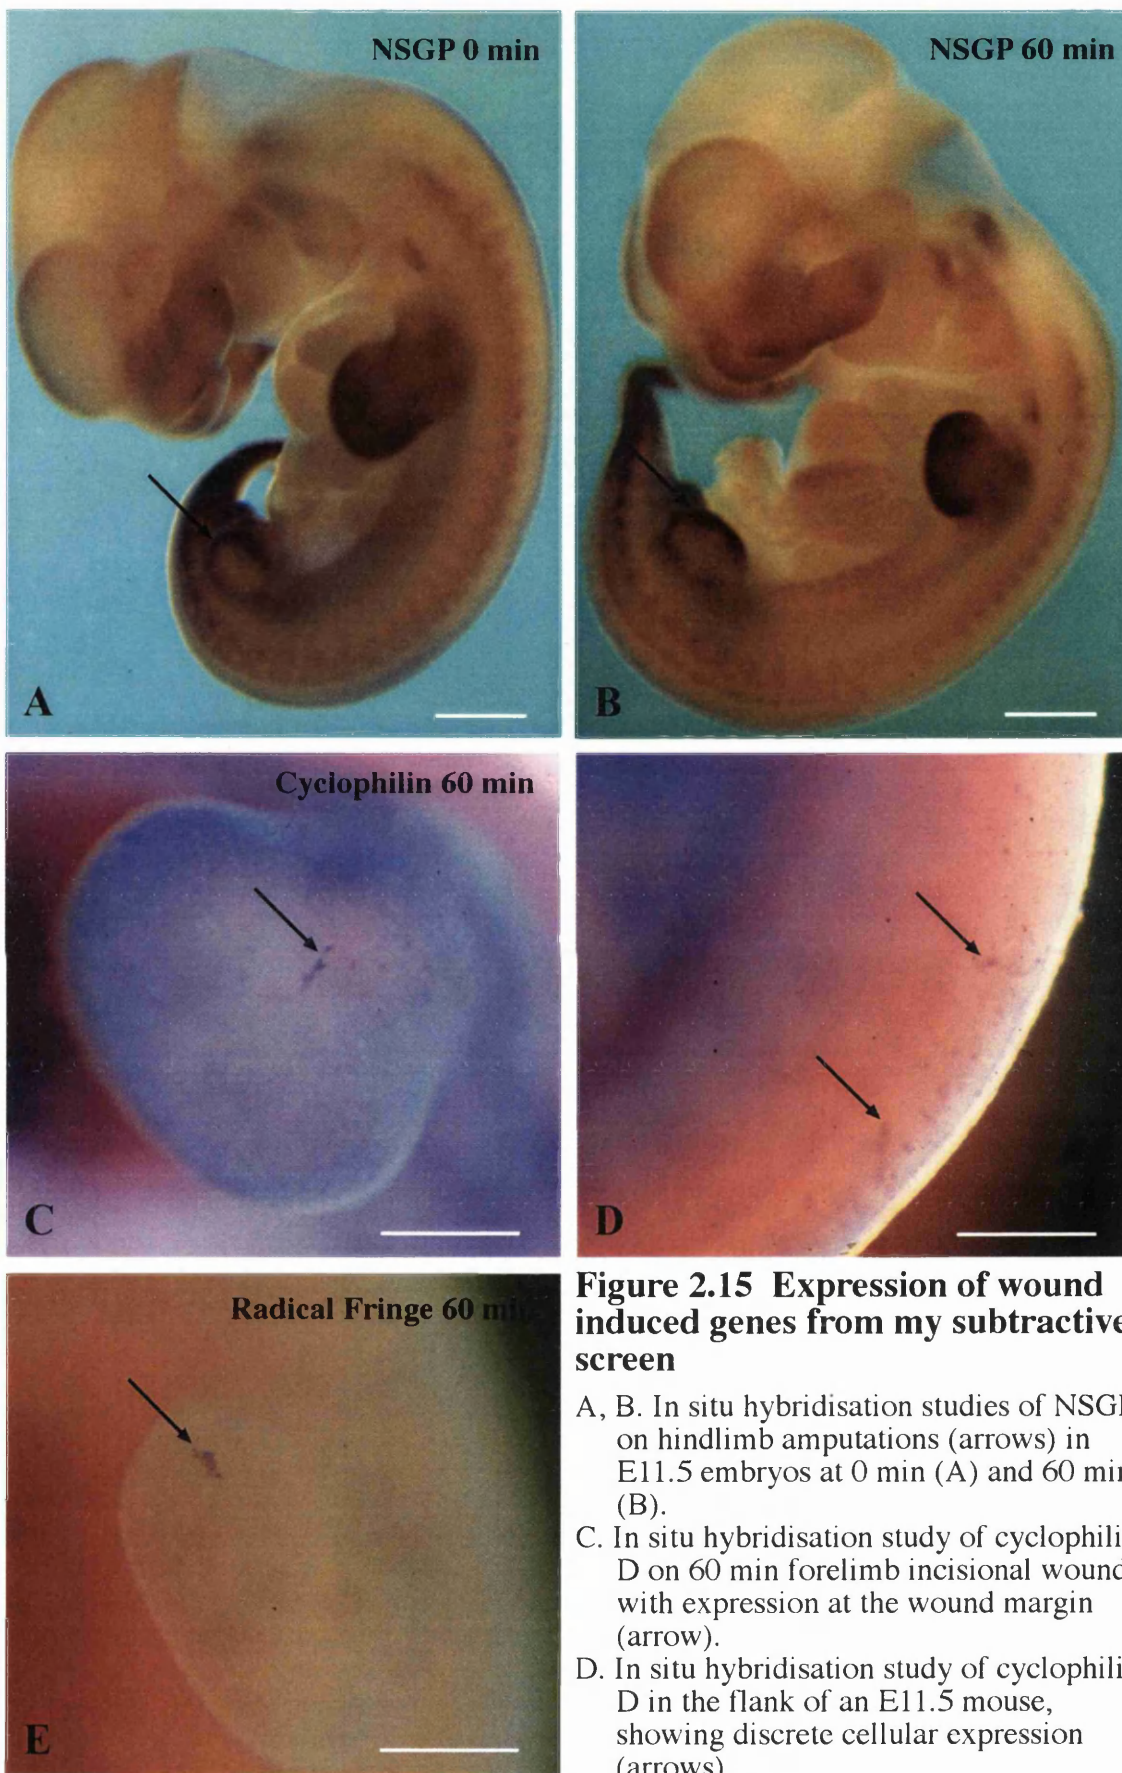 NSGP 0 min
NSGP 60 min
A
B
Cyclophilin 60 min
C
D
Radical Fringe 60 min
E
Figure 2.15 Expression of wound
induced genes from my subtractive
screen
A, B. In situ hybridisation studies of NSGP
on hindlimb amputations (arrows) in
E11.5 embryos at 0 min (A) and 60 min
(B).
C. In situ hybridisation study of cyclophili
D on 60 min forelimb incisional wound
with expression at the wound margin
(arrow).
D. In situ hybridisation study of cyclophili
D in the flank of an E11.5 mouse,
showing discrete cellular expression
(arrows)